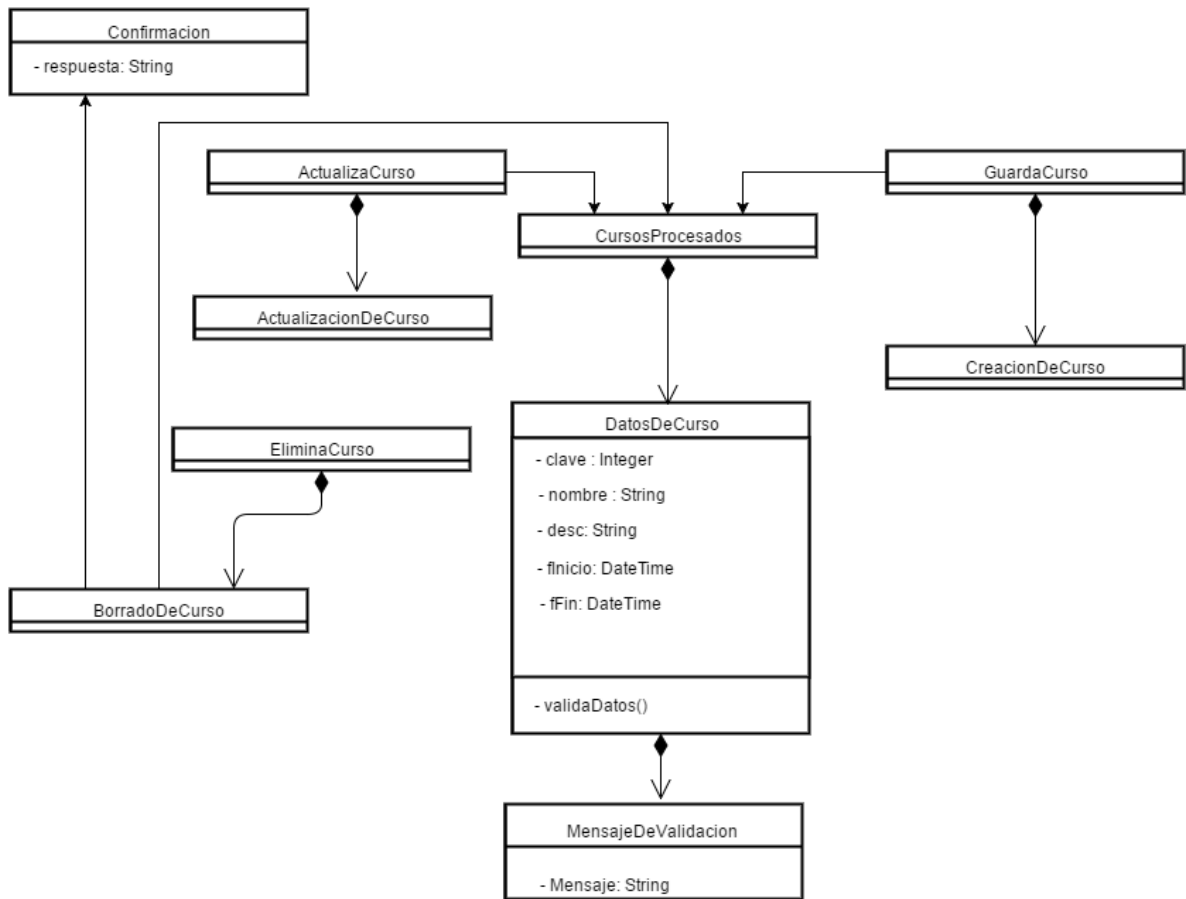 Confirmacion
- respuesta: String
ActualizaCurso
GuardaCurso
CursosProcesados
ActualizacionDeCurso
CreacionDeCurso
DatosDeCurso
- clave : Integer
- nombre : String
- desc: String
- fInicio: DateTime
- fFin: DateTime
- validaDatos()
EliminaCurso
BorradoDeCurso
MensajeDeValidacion
- Mensaje: String